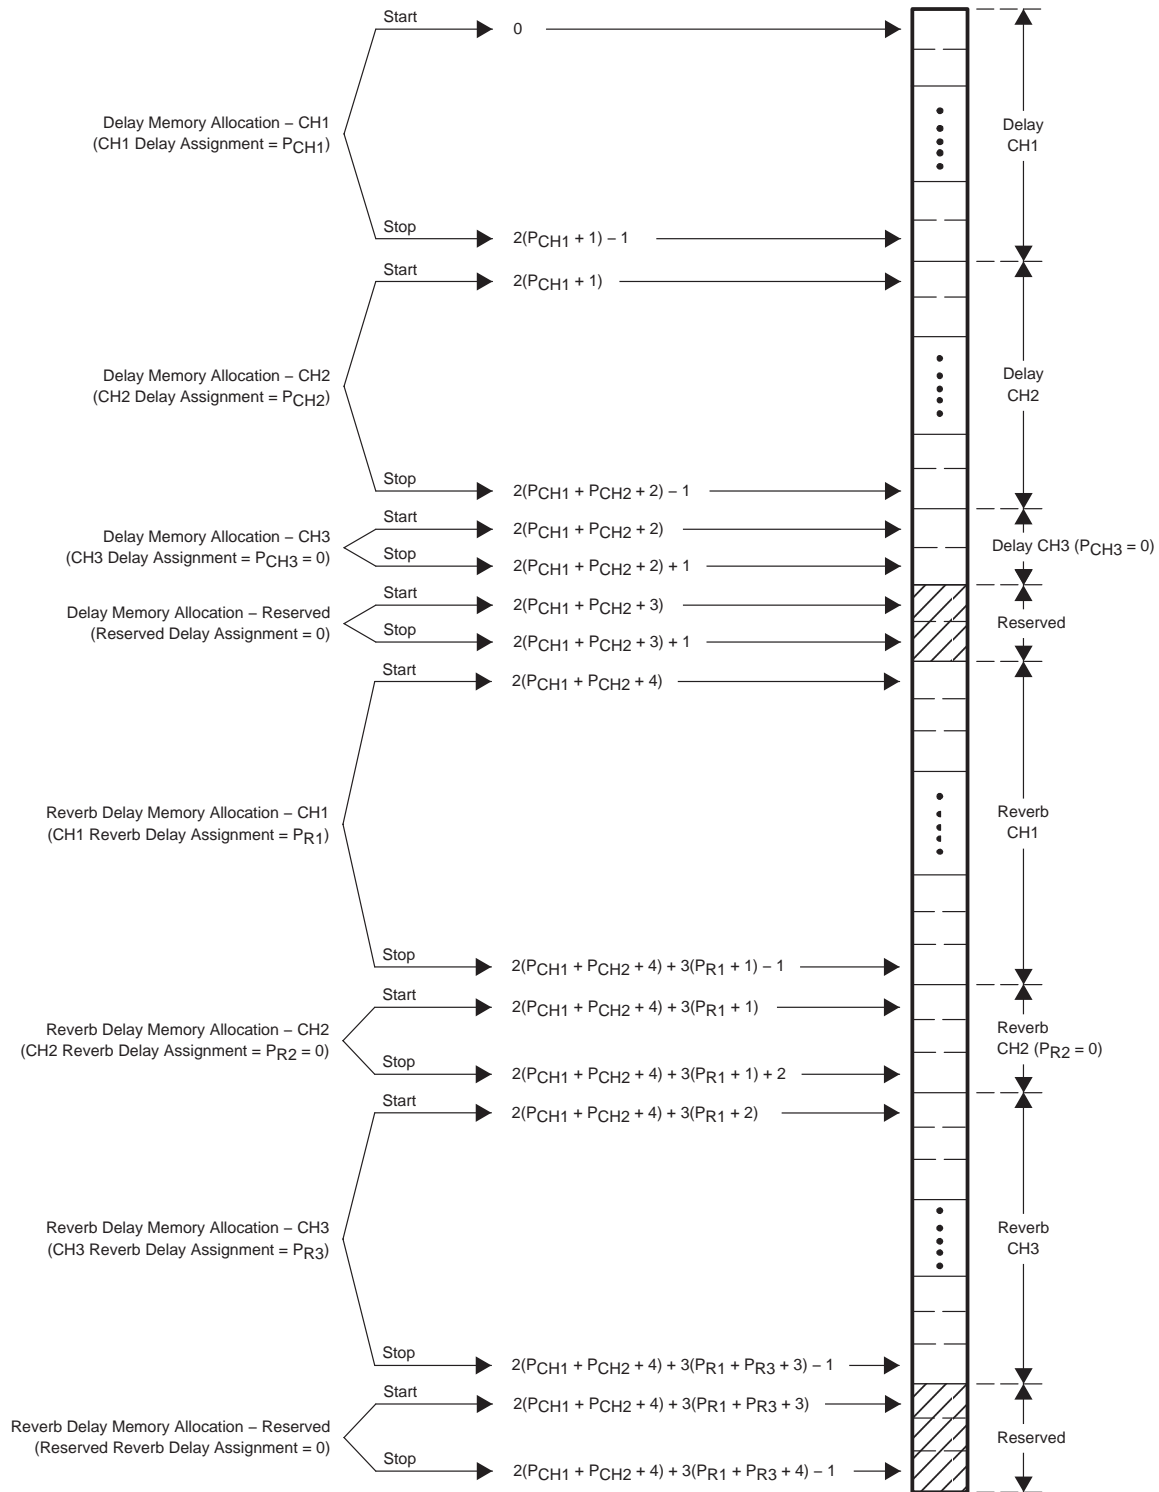 Start
0
Delay Memory Allocation – CH1
(CH1 Delay Assignment = PCH1)
Delay
CH1
Stop
2(PCH1 + 1) – 1
Start
2(PCH1 + 1)
Delay Memory Allocation – CH2
(CH2 Delay Assignment = PCH2)
Delay
CH2
Stop
2(PCH1 + PCH2 + 2) – 1
Delay Memory Allocation – CH3
(CH3 Delay Assignment = PCH3 = 0)
Start
2(PCH1 + PCH2 + 2)
Stop
2(PCH1 + PCH2 + 2) + 1
Delay CH3 (PCH3 = 0)
Delay Memory Allocation – Reserved
(Reserved Delay Assignment = 0)
Start
2(PCH1 + PCH2 + 3)
Stop
2(PCH1 + PCH2 + 3) + 1
Reserved
Start
2(PCH1 + PCH2 + 4)
Reverb Delay Memory Allocation – CH1
(CH1 Reverb Delay Assignment = PR1)
Reverb
CH1
Stop
2(PCH1 + PCH2 + 4) + 3(PR1 + 1) – 1
Start
2(PCH1 + PCH2 + 4) + 3(PR1 + 1)
Reverb Delay Memory Allocation – CH2
(CH2 Reverb Delay Assignment = PR2 = 0)
Reverb
CH2 (PR2 = 0)
Stop
2(PCH1 + PCH2 + 4) + 3(PR1 + 1) + 2
Start
2(PCH1 + PCH2 + 4) + 3(PR1 + 2)
Reverb Delay Memory Allocation – CH3
(CH3 Reverb Delay Assignment = PR3)
Reverb
CH3
Stop
2(PCH1 + PCH2 + 4) + 3(PR1 + PR3 + 3) – 1
Start
2(PCH1 + PCH2 + 4) + 3(PR1 + PR3 + 3)
Reverb Delay Memory Allocation – Reserved
(Reserved Reverb Delay Assignment = 0)
Reserved
Stop
2(PCH1 + PCH2 + 4) + 3(PR1 + PR3 + 4) – 1